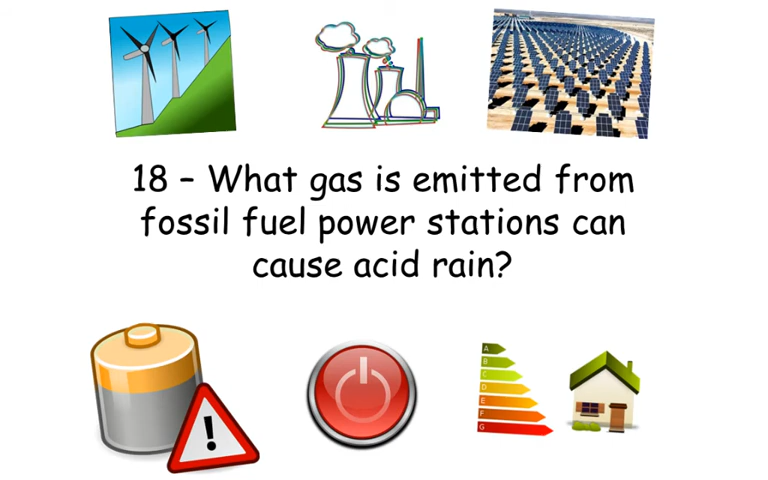 18 – What gas is emitted from
fossil fuel power stations can
cause acid rain?
A
B
C
D
E
F
G
!